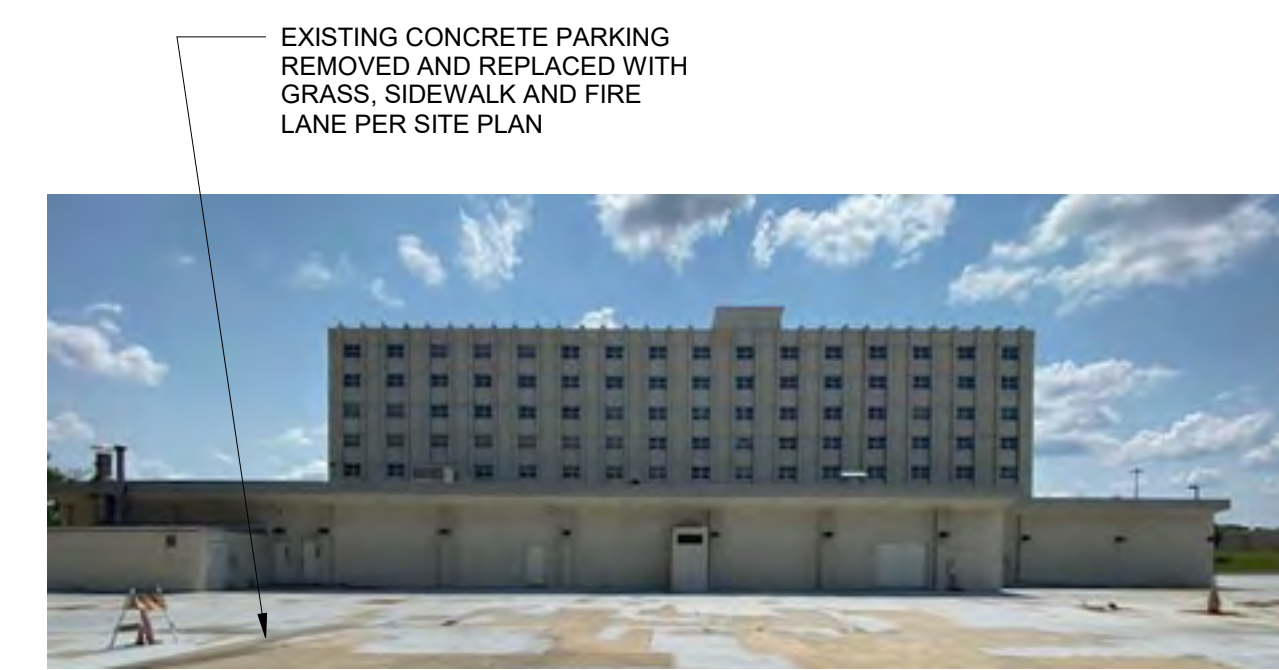 EXISTING CONCRETE PARKING
REMOVED AND REPLACED WITH
GRASS, SIDEWALK AND FIRE
LANE PER SITE PLAN